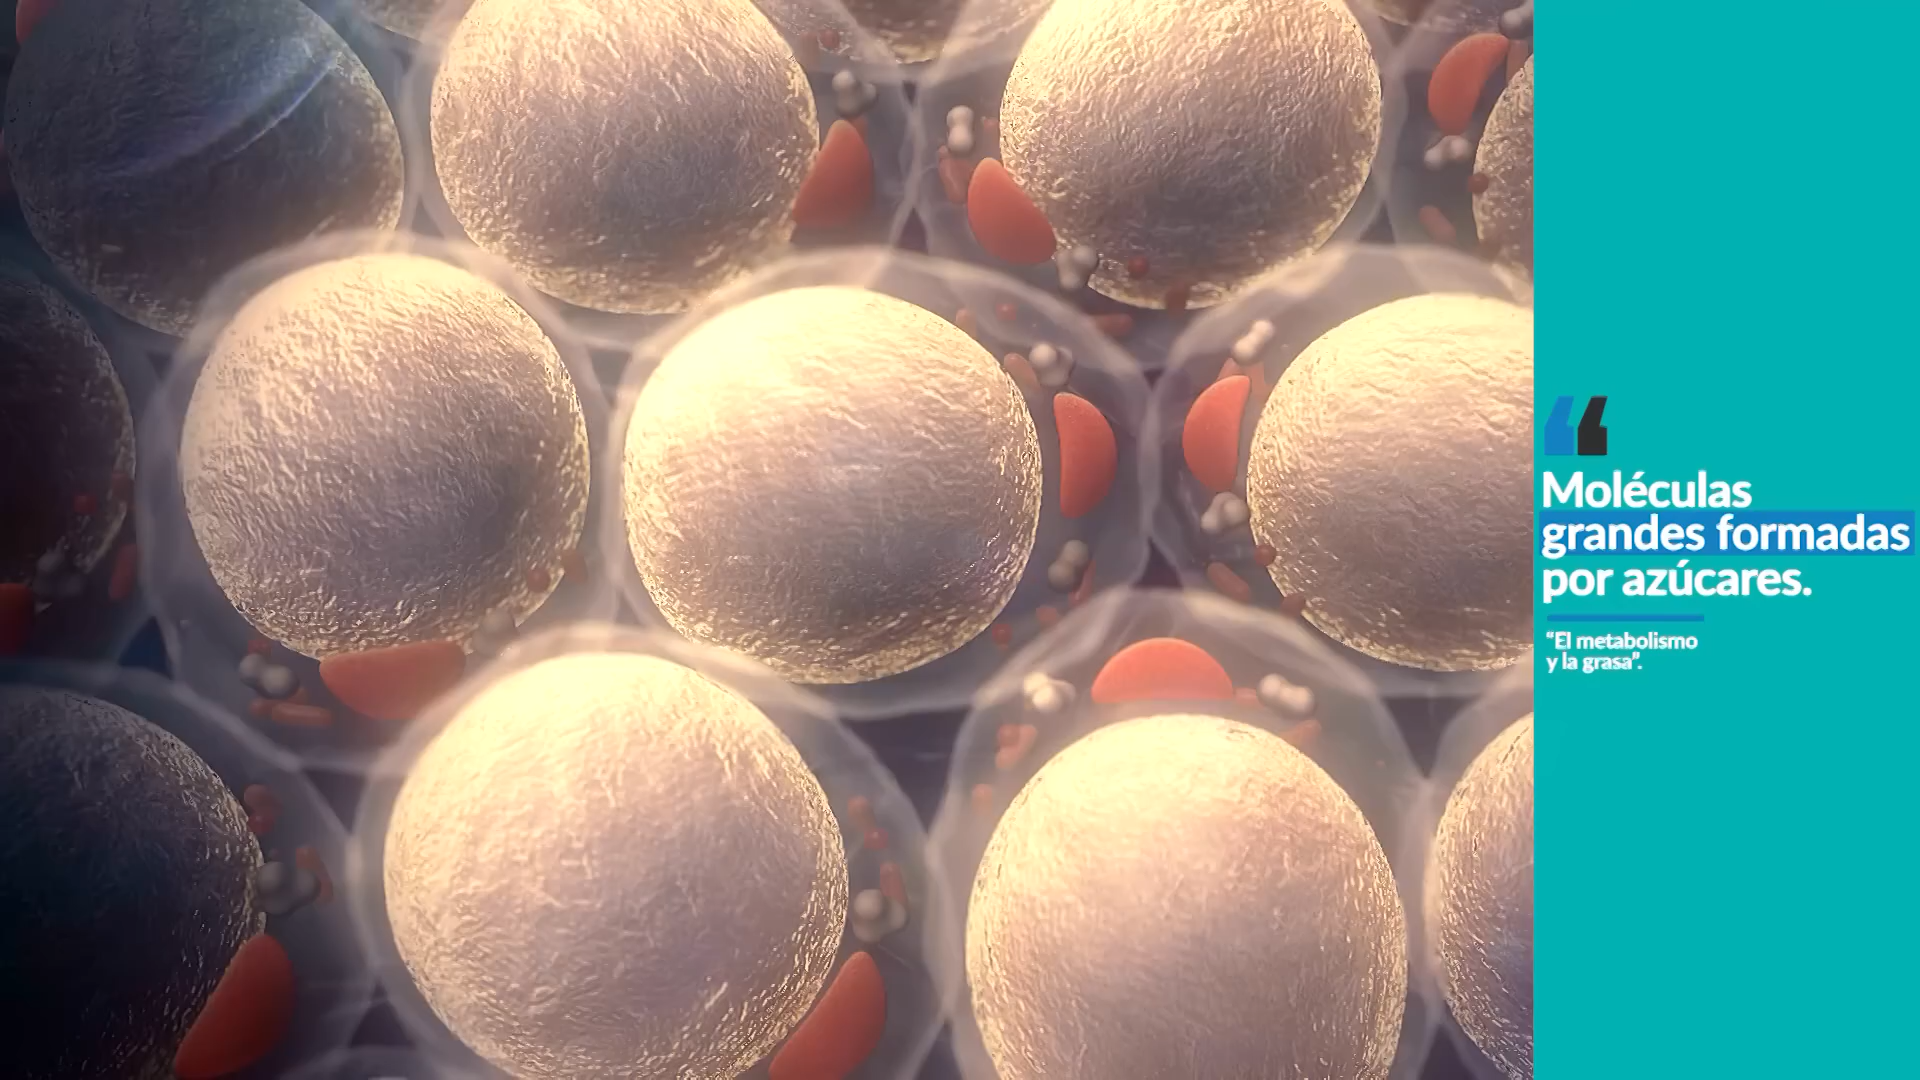 Moléculas
grandes formadas
por azúcares.
“El metabolismo
y la grasa”.